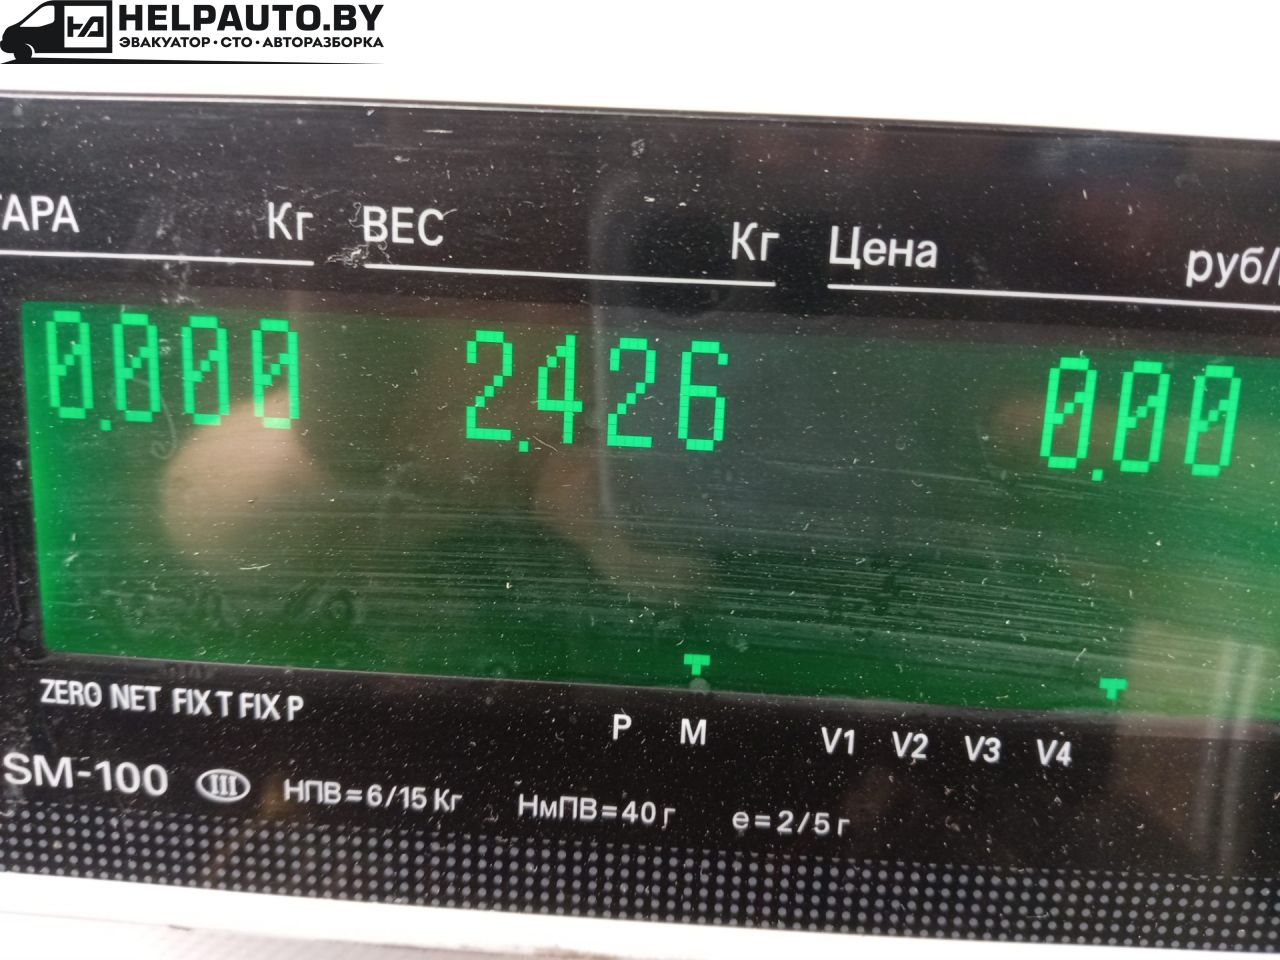 HELPAUTO.BY
ЭВАКУАТОР·СТО·АВТОРАЗБОРКА
ТАРА Кг ВЕС Кг Цена руб/
0.000 2.426 0.00
ZERO NET FIX T FIX P P M V1 V2 V3 V4
SM-100 III НПВ=6/15 Кг НмПВ=40 г e=2/5 г